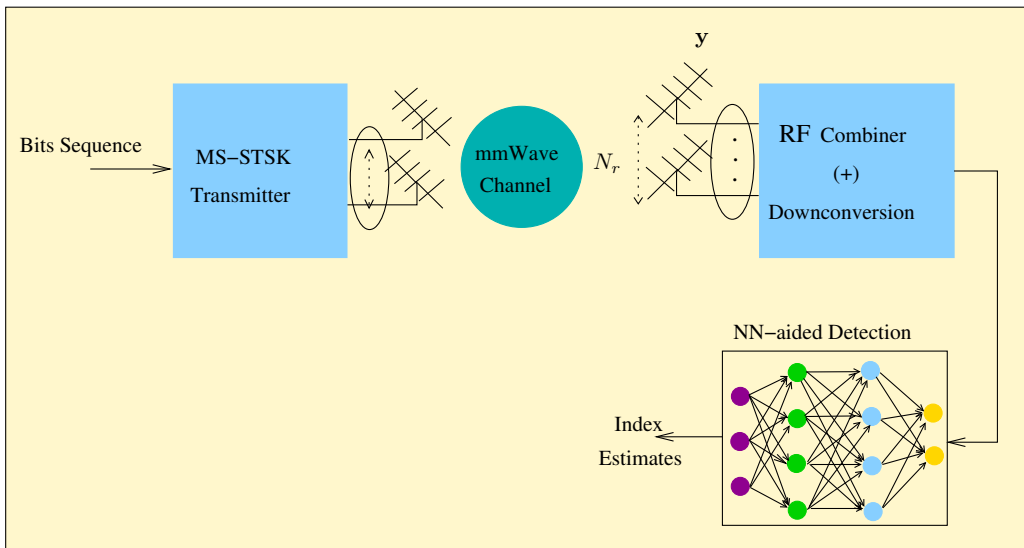 y
Bits Sequence
MS−STSK
Transmitter
mmWave
Channel
N_r
RF Combiner
(+)
Downconversion
NN−aided Detection
Index
Estimates